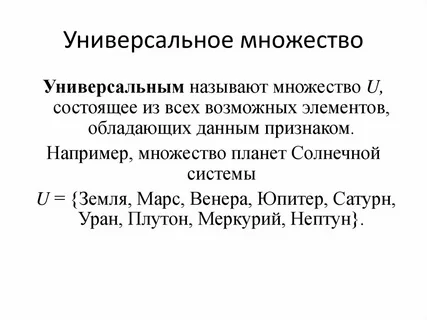 Универсальное множество
Универсальным называют множество U,
состоящее из всех возможных элементов,
обладающих данным признаком.
Например, множество планет Солнечной
системы
U = {Земля, Марс, Венера, Юпитер, Сатурн,
Уран, Плутон, Меркурий, Нептун}.